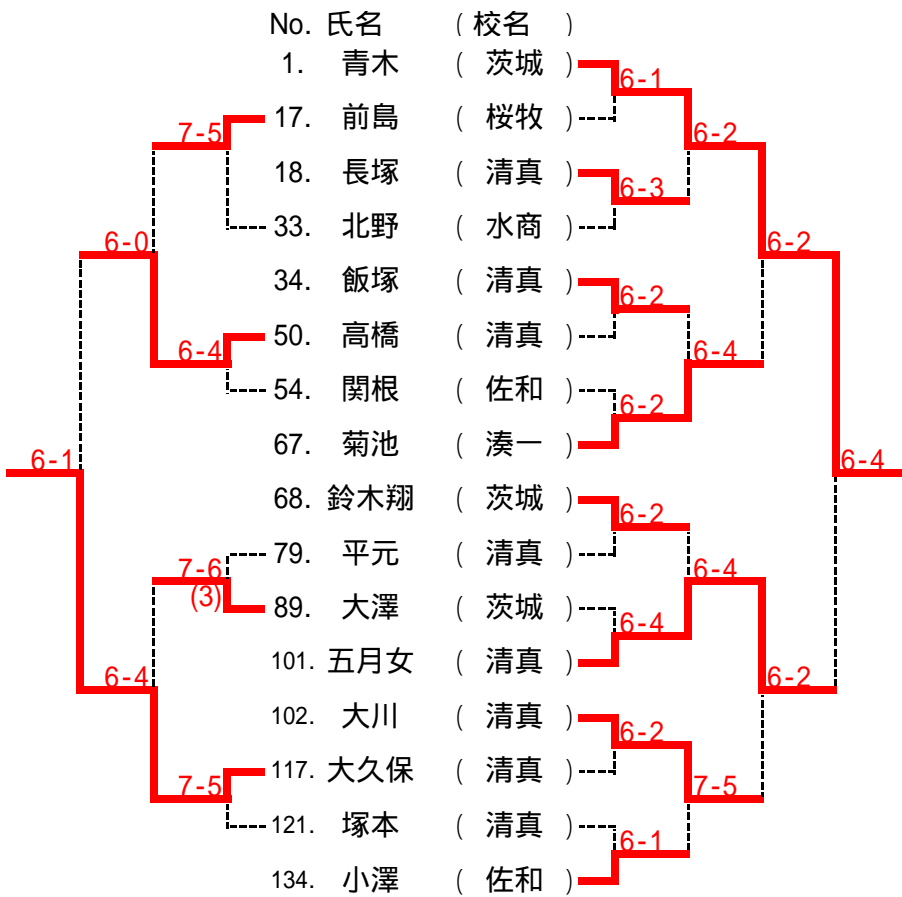 No. 氏名 ( 校名 )
1. 青木 ( 茨城 ) 6-1
7-5 17. 前島 ( 桜牧 ) 6-2
18. 長塚 ( 清真 ) 6-3
33. 北野 ( 水商 )
6-0 6-2
34. 飯塚 ( 清真 ) 6-2
50. 高橋 ( 清真 )
6-4 6-4
54. 関根 ( 佐和 ) 6-2
67. 菊池 ( 湊一 )
6-1 6-4
68. 鈴木翔 ( 茨城 ) 6-2
79. 平元 ( 清真 )
7-6 6-4
(3) 89. 大澤 ( 茨城 ) 6-4
101. 五月女 ( 清真 )
6-4 6-2
102. 大川 ( 清真 ) 6-2
117. 大久保 ( 清真 )
7-5 7-5
121. 塚本 ( 清真 ) 6-1
134. 小澤 ( 佐和 )